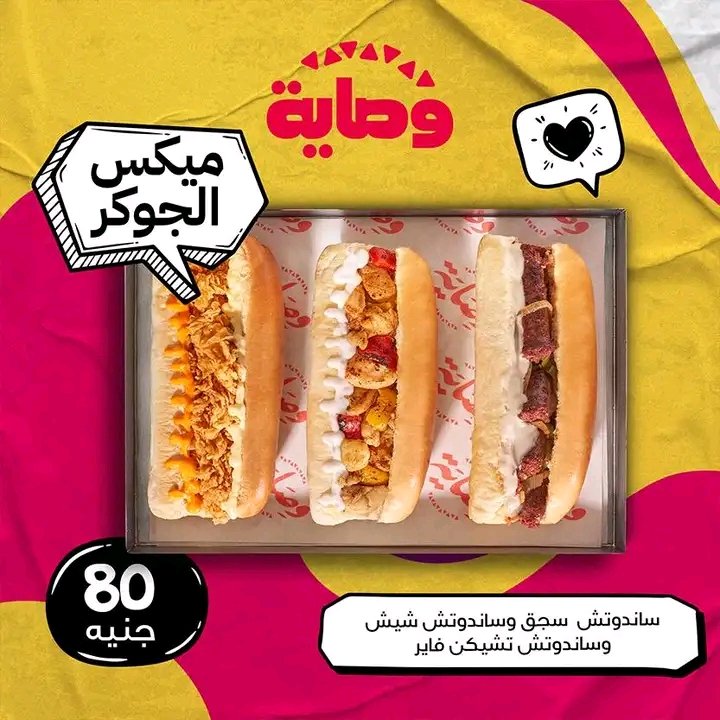 وصاية
ميكس
الجوكر
80
جنيه
ساندوتش سجق وساندوتش شيش
وساندوتش تشيكن فاير